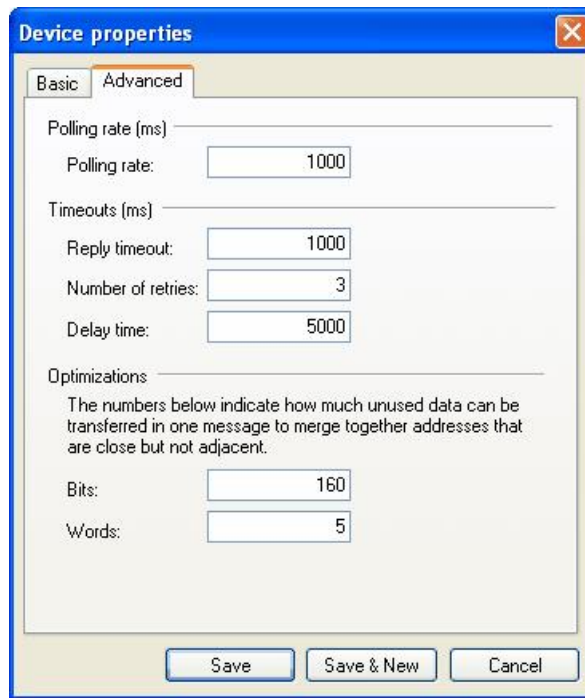 Device properties
Basic Advanced
Polling rate (ms)
Polling rate: 1000
Timeouts (ms)
Reply timeout: 1000
Number of retries: 3
Delay time: 5000
Optimizations
The numbers below indicate how much unused data can be
transferred in one message to merge together addresses that
are close but not adjacent.
Bits: 160
Words: 5
Save Save & New Cancel